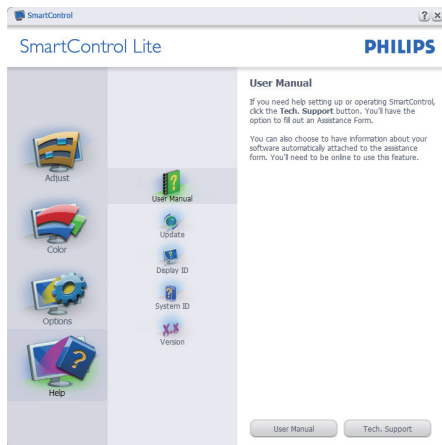 SmartControl
SmartControl Lite
PHILIPS
Adjust
Color
Options
Help
User Manual
Update
Display ID
System ID
X.X
Version
User Manual
If you need help setting up or operating SmartControl,
click the Tech. Support button. You'll have the
option to fill out an Assistance Form.
You can also choose to have information about your
software automatically attached to the assistance
form. You'll need to be online to use this feature.
User Manual
Tech. Support